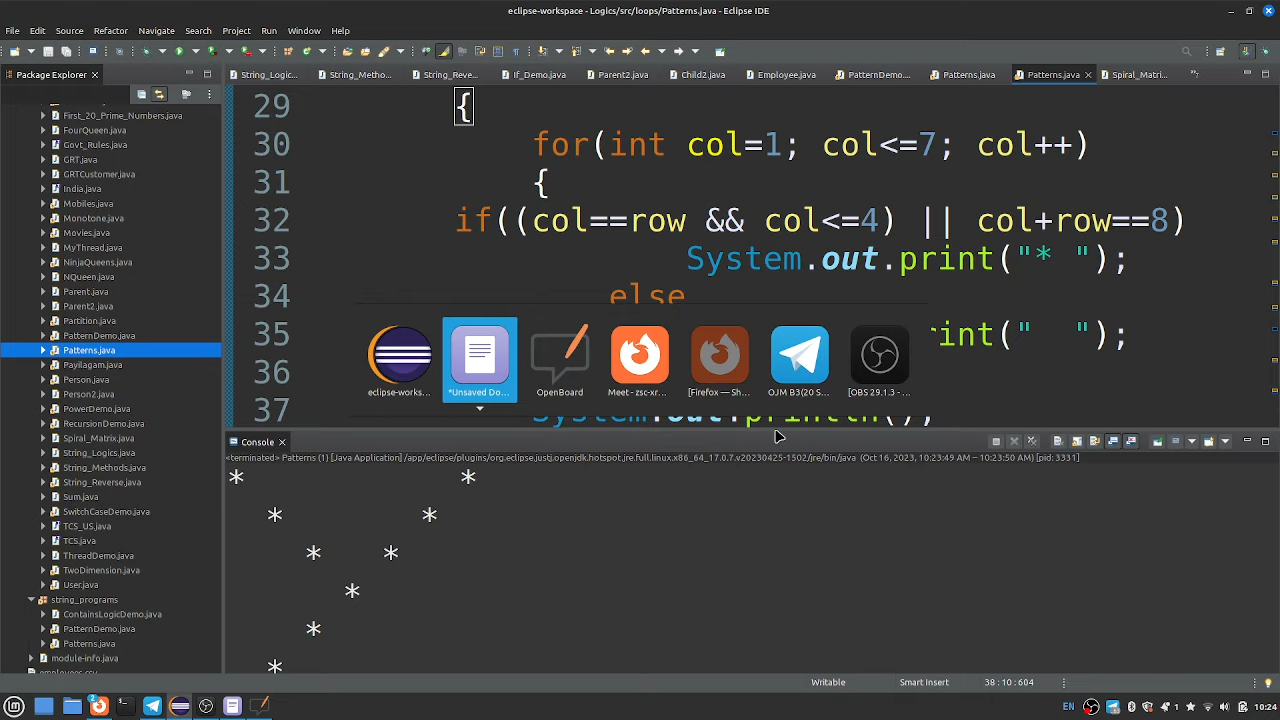 eclipse-workspace - Logics/src/loops/Patterns.java - Eclipse IDE
File Edit Source Refactor Navigate Search Project Run Window Help
Package Explorer
String_Logic... String_Metho... String_Reve... If_Demo.java Parent2.java Child2.java Employee.java PatternDemo... Patterns.java Patterns.java Spiral_Matri...
First_20_Prime_Numbers.java
FourQueen.java
Govt_Rules.java
GRT.java
GRTCustomer.java
India.java
Mobiles.java
Monotone.java
Movies.java
MyThread.java
NinjaQueens.java
NQueen.java
Parent.java
Parent2.java
Partition.java
PatternDemo.java
Patterns.java
Payilagam.java
Person.java
Person2.java
PowerDemo.java
RecursionDemo.java
Spiral_Matrix.java
String_Logics.java
String_Methods.java
String_Reverse.java
Sum.java
SwitchCaseDemo.java
TCS_US.java
TCS.java
ThreadDemo.java
TwoDimension.java
User.java
string_programs
ContainsLogicDemo.java
PatternDemo.java
Patterns.java
module-info.java
employees.csv
29 {
30 for(int col=1; col<=7; col++)
31 {
32 if((col==row && col<=4) || col+row==8)
33 System.out.print("* ");
34 else
35 rint("  ");
36
37 System.out.println();
eclipse-works... *Unsaved Do... OpenBoard Meet - zsc-xr... [Firefox — Sh... OJM B3(20 S... [OBS 29.1.3 - ...
Console
<terminated> Patterns (1) [Java Application] /app/eclipse/plugins/org.eclipse.justj.openjdk.hotspot.jre.full.linux.x86_64_17.0.7.v20230425-1502/jre/bin/java (Oct 16, 2023, 10:23:49 AM – 10:23:50 AM) [pid: 3331]
* *
* *
* *
*
*
*
Writable Smart Insert 38 : 10 : 604
2 EN 1 10:24